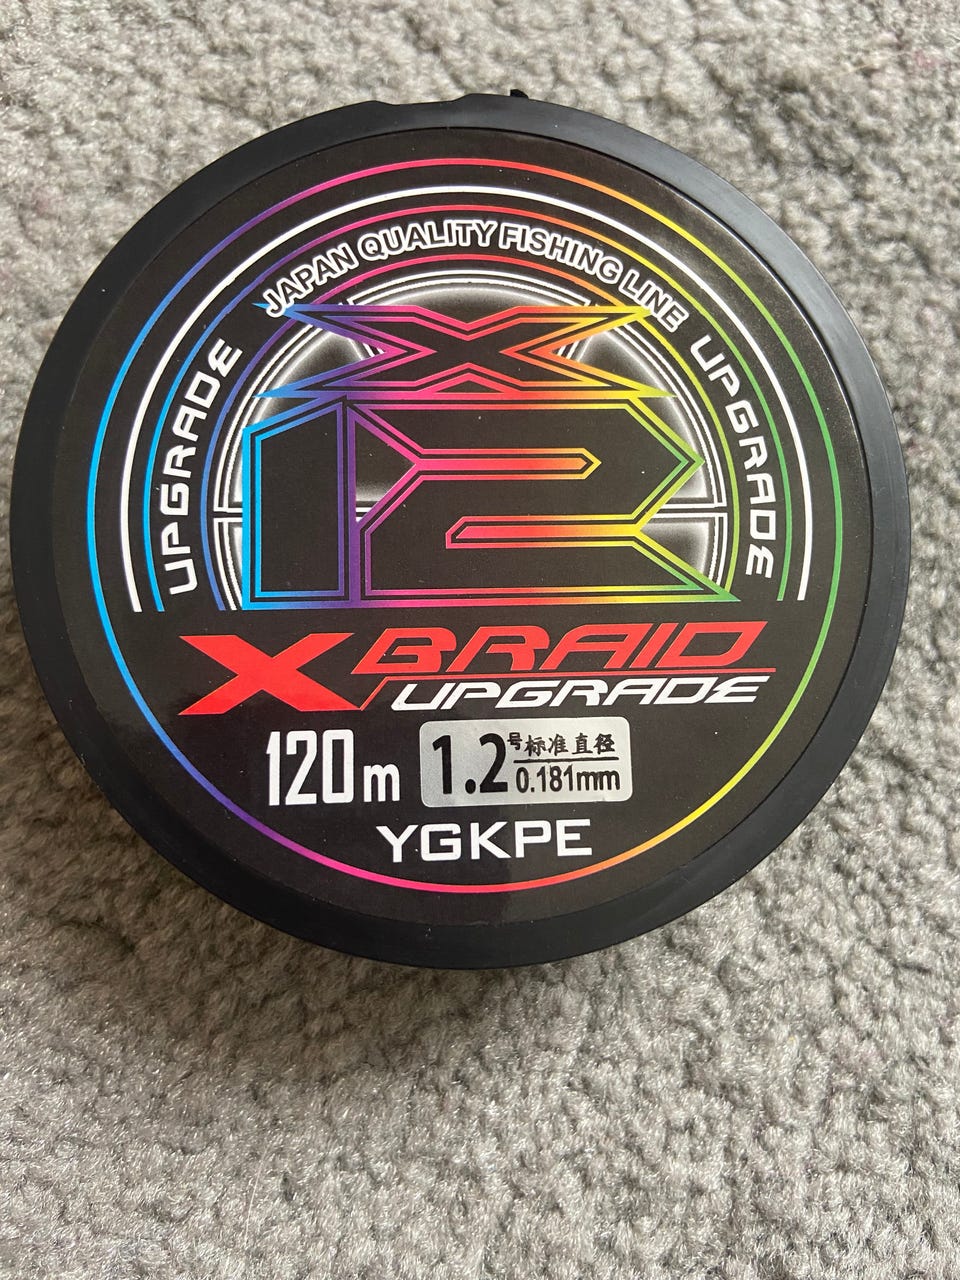 JAPAN QUALITY FISHING LINE
UPGRADE
UPGRADE
X
12
X BRAID
UPGRADE
120m
1.2号 标准直径
0.181mm
YGKPE